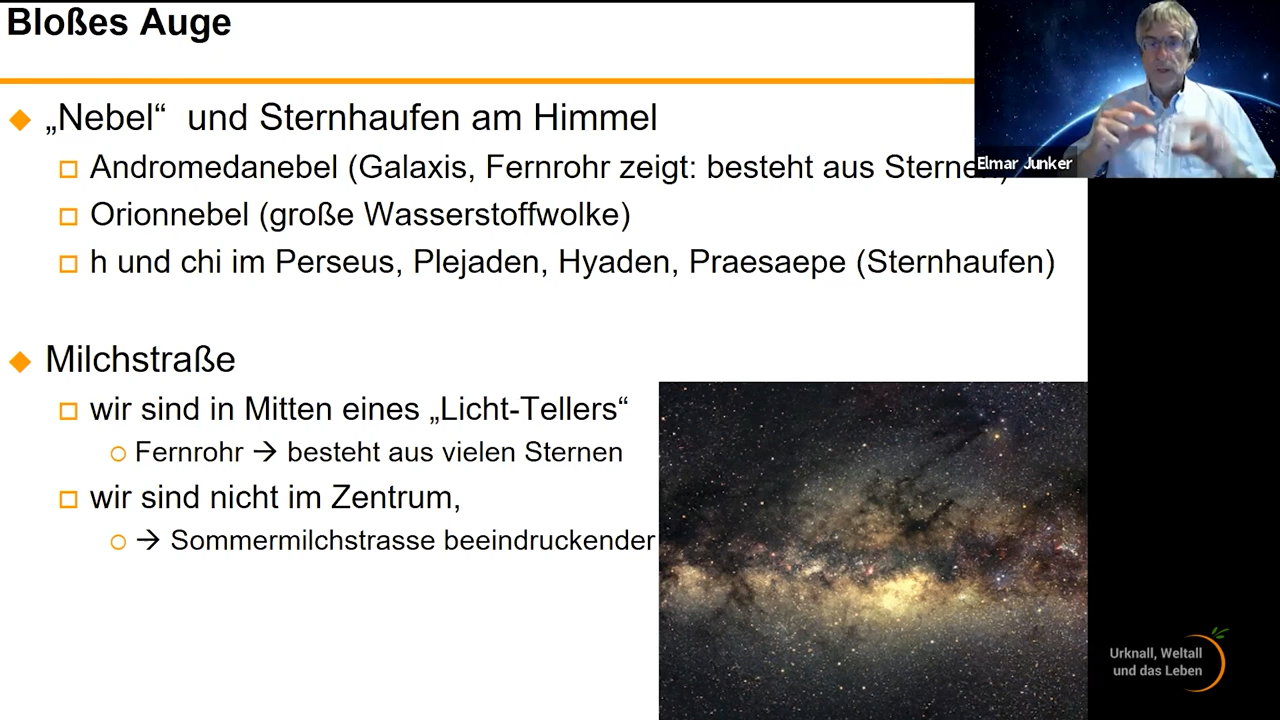 Bloßes Auge
„Nebel“ und Sternhaufen am Himmel
Andromedanebel (Galaxis, Fernrohr zeigt: besteht aus Sternen)
Orionnebel (große Wasserstoffwolke)
h und chi im Perseus, Plejaden, Hyaden, Praesaepe (Sternhaufen)
Milchstraße
wir sind in Mitten eines „Licht-Tellers“
Fernrohr → besteht aus vielen Sternen
wir sind nicht im Zentrum,
→ Sommermilchstrasse beeindruckender
Elmar Junker
Urknall, Weltall
und das Leben